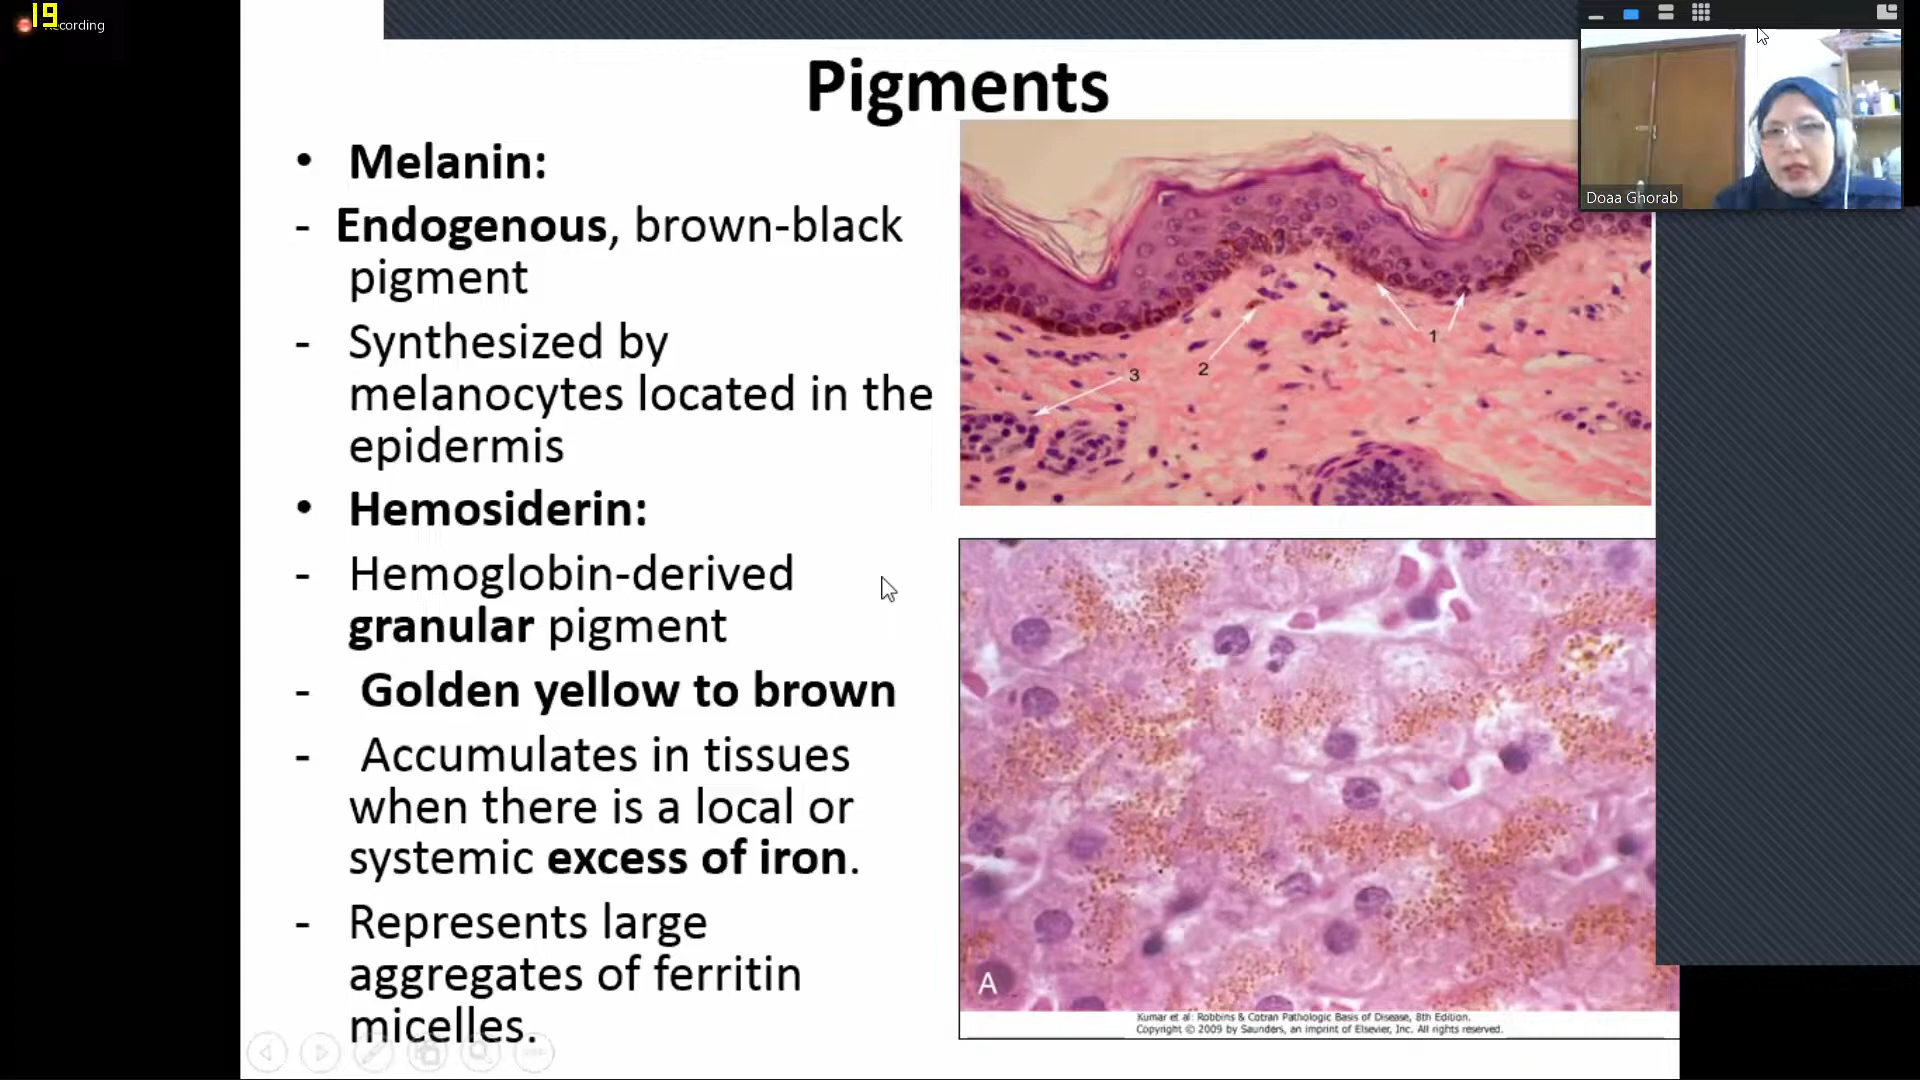 19
Recording
Pigments
• Melanin:
- Endogenous, brown-black
pigment
- Synthesized by
melanocytes located in the
epidermis
• Hemosiderin:
- Hemoglobin-derived
granular pigment
- Golden yellow to brown
- Accumulates in tissues
when there is a local or
systemic excess of iron.
- Represents large
aggregates of ferritin
micelles.
1
2
3
Doaa Ghorab
A
Kumar et al: Robbins & Cotran Pathologic Basis of Disease, 8th Edition.
Copyright © 2009 by Saunders, an imprint of Elsevier, Inc. All rights reserved.